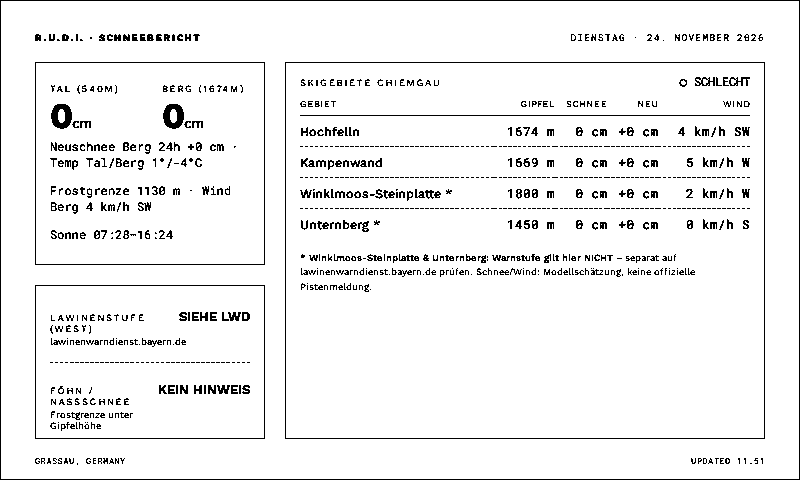 R.U.D.I. · SCHNEEBERICHT
DIENSTAG · 24. NOVEMBER 2026
TAL (540M) BERG (1674M)
0cm 0cm
Neuschnee Berg 24h +0 cm ·
Temp Tal/Berg 1°/-4°C
Frostgrenze 1130 m · Wind
Berg 4 km/h SW
Sonne 07:28–16:24
LAWINENSTUFE (WEST) SIEHE LWD
lawinenwarndienst.bayern.de
FÖHN / NASSSCHNEE KEIN HINWEIS
Frostgrenze unter
Gipfelhöhe
SKIGEBIETE CHIEMGAU O SCHLECHT
GEBIET GIPFEL SCHNEE NEU WIND
Hochfelln 1674 m 0 cm +0 cm 4 km/h SW
Kampenwand 1669 m 0 cm +0 cm 5 km/h W
Winklmoos-Steinplatte * 1800 m 0 cm +0 cm 2 km/h W
Unternberg * 1450 m 0 cm +0 cm 0 km/h S
* Winklmoos-Steinplatte & Unternberg: Warnstufe gilt hier NICHT – separat auf
lawinenwarndienst.bayern.de prüfen. Schnee/Wind: Modellschätzung, keine offizielle
Pistenmeldung.
GRASSAU, GERMANY
UPDATED 11.51